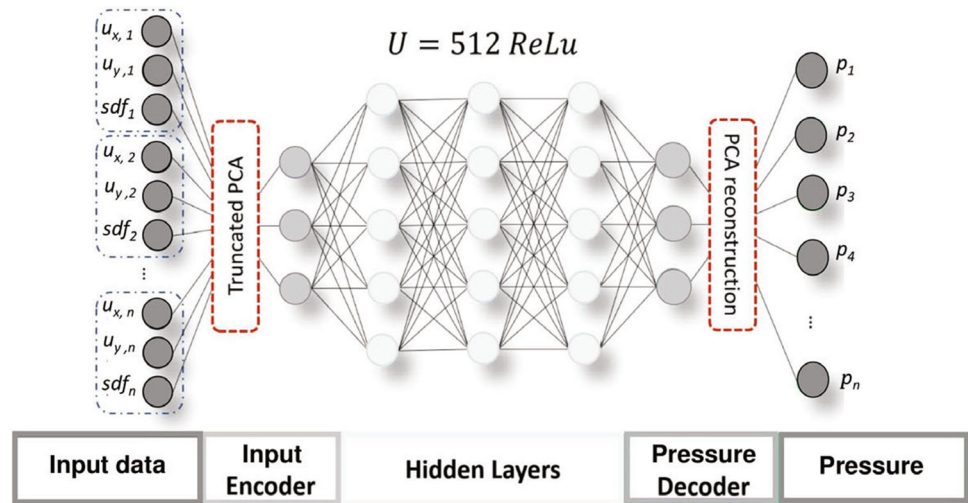 U = 512 ReLu
u_{x, 1}
u_{y ,1}
sdf_1
u_{x, 2}
u_{y ,2}
sdf_2
...
u_{x, n}
u_{y ,n}
sdf_n
Truncated PCA
PCA reconstruction
p_1
p_2
p_3
p_4
...
p_n
Input data
Input
Encoder
Hidden Layers
Pressure
Decoder
Pressure